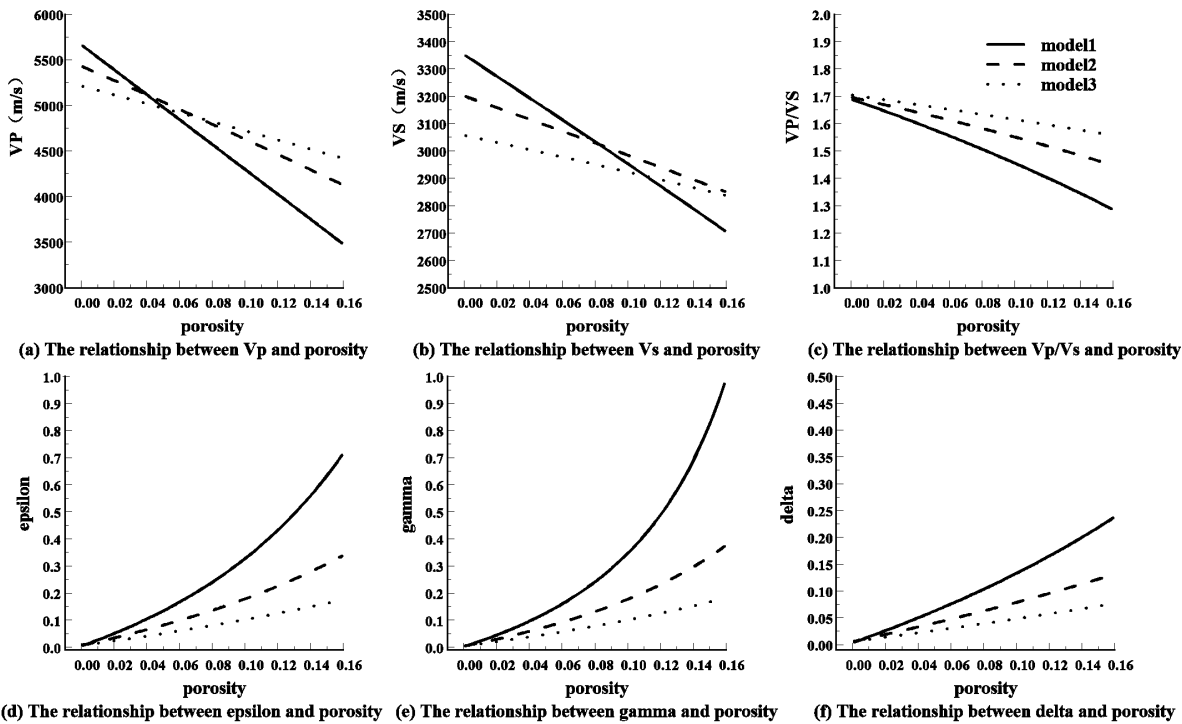 6000
5500
5000
4500
4000
3500
3000
VP（m/s）
0.00 0.02 0.04 0.06 0.08 0.10 0.12 0.14 0.16
porosity
(a) The relationship between Vp and porosity
3500
3400
3300
3200
3100
3000
2900
2800
2700
2600
2500
VS（m/s）
0.00 0.02 0.04 0.06 0.08 0.10 0.12 0.14 0.16
porosity
(b) The relationship between Vs and porosity
2.0
1.9
1.8
1.7
1.6
1.5
1.4
1.3
1.2
1.1
1.0
VP/VS
model1
model2
model3
0.00 0.02 0.04 0.06 0.08 0.10 0.12 0.14 0.16
porosity
(c) The relationship between Vp/Vs and porosity
1.0
0.9
0.8
0.7
0.6
0.5
0.4
0.3
0.2
0.1
0.0
epsilon
0.00 0.02 0.04 0.06 0.08 0.10 0.12 0.14 0.16
porosity
(d) The relationship between epsilon and porosity
1.0
0.9
0.8
0.7
0.6
0.5
0.4
0.3
0.2
0.1
0.0
gamma
0.00 0.02 0.04 0.06 0.08 0.10 0.12 0.14 0.16
porosity
(e) The relationship between gamma and porosity
0.50
0.45
0.40
0.35
0.30
0.25
0.20
0.15
0.10
0.05
0.00
delta
0.00 0.02 0.04 0.06 0.08 0.10 0.12 0.14 0.16
porosity
(f) The relationship between delta and porosity